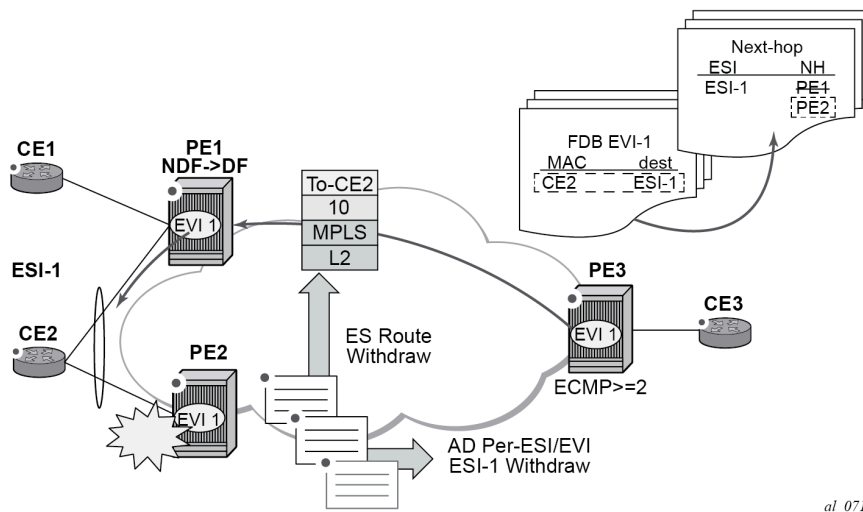 Next-hop
ESI NH
ESI-1 PE1
PE2
FDB EVI-1
MAC dest
CE2 ESI-1
CE1
PE1
NDF->DF
EVI 1
To-CE2
10
MPLS
L2
ESI-1
CE2
PE2
EVI 1
ES Route
Withdraw
PE3
EVI 1
ECMP>=2
CE3
AD Per-ESI/EVI
ESI-1 Withdraw
al_071